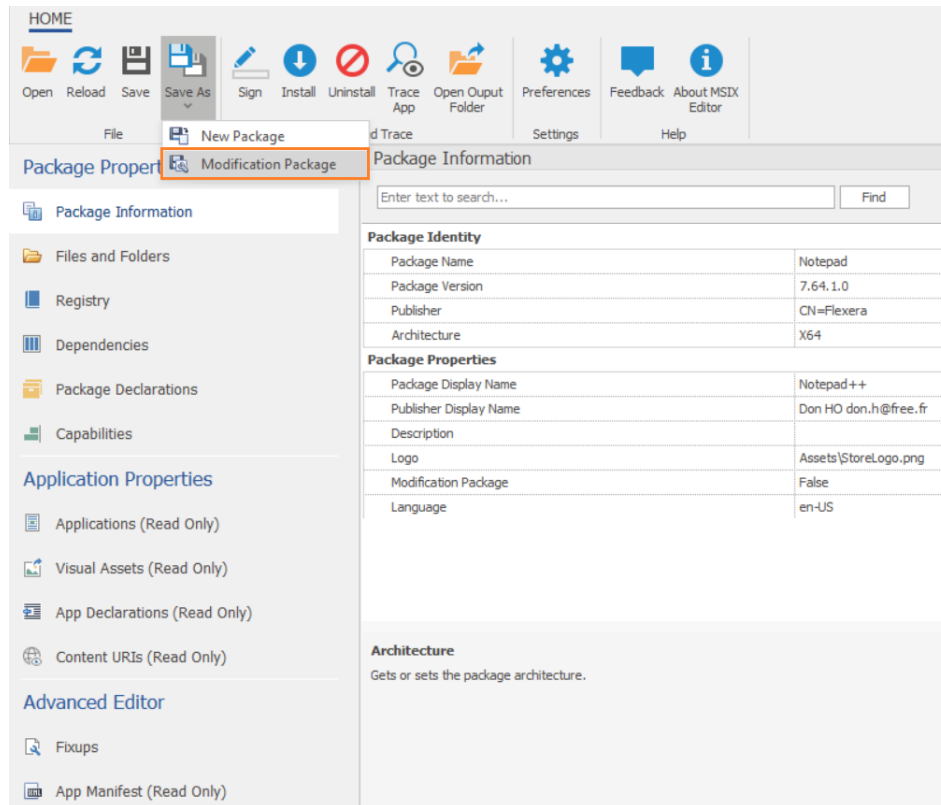 HOME
Open
Reload
Save
Save As
Sign
Install
Uninstall
Trace App
Open Ouput Folder
Preferences
Feedback
About MSIX Editor
File
d Trace
Settings
Help
New Package
Modification Package
Package Propert
Package Information
Files and Folders
Registry
Dependencies
Package Declarations
Capabilities
Application Properties
Applications (Read Only)
Visual Assets (Read Only)
App Declarations (Read Only)
Content URIs (Read Only)
Advanced Editor
Fixups
App Manifest (Read Only)
Package Information
Enter text to search...
Find
Package Identity
Package Name Notepad
Package Version 7.64.1.0
Publisher CN=Flexera
Architecture X64
Package Properties
Package Display Name Notepad++
Publisher Display Name Don HO don.h@free.fr
Description
Logo Assets\StoreLogo.png
Modification Package False
Language en-US
Architecture
Gets or sets the package architecture.